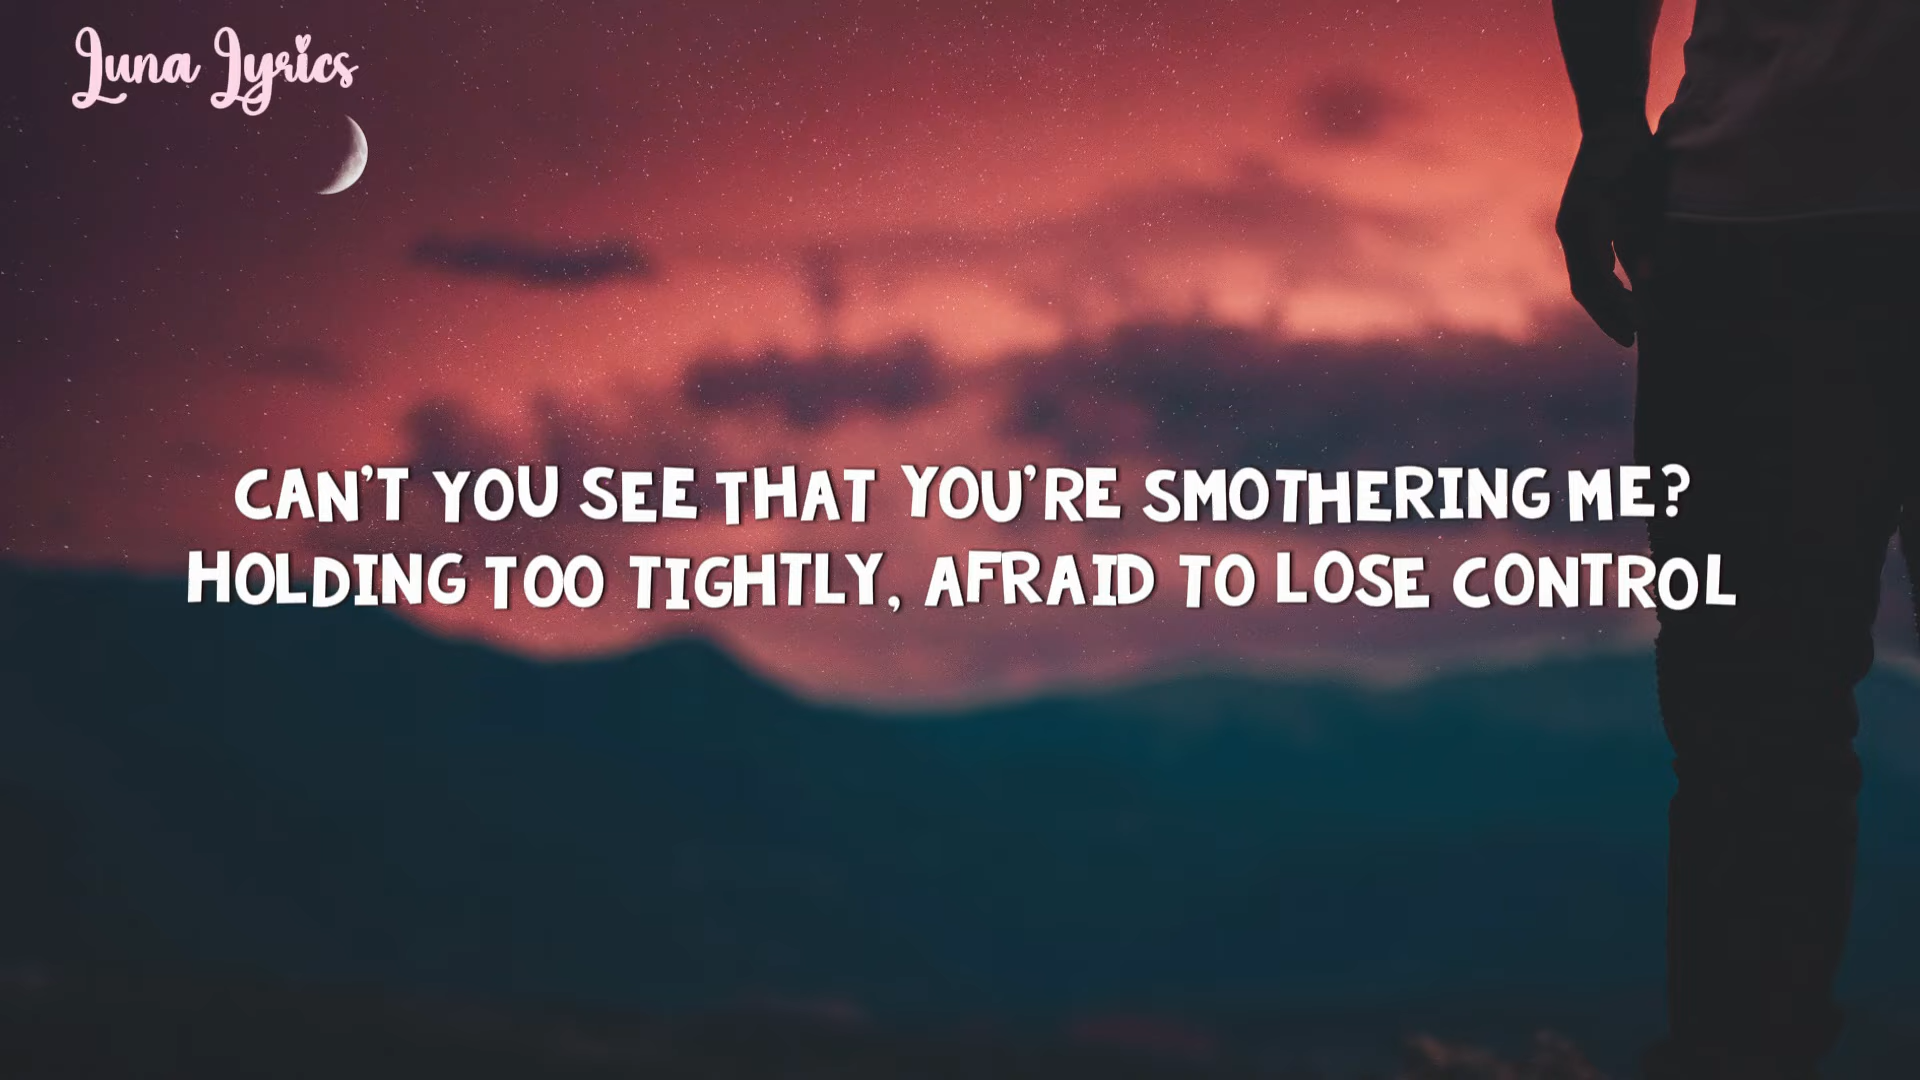 Luna Lyrics
CAN'T YOU SEE THAT YOU'RE SMOTHERING ME?
HOLDING TOO TIGHTLY, AFRAID TO LOSE CONTROL